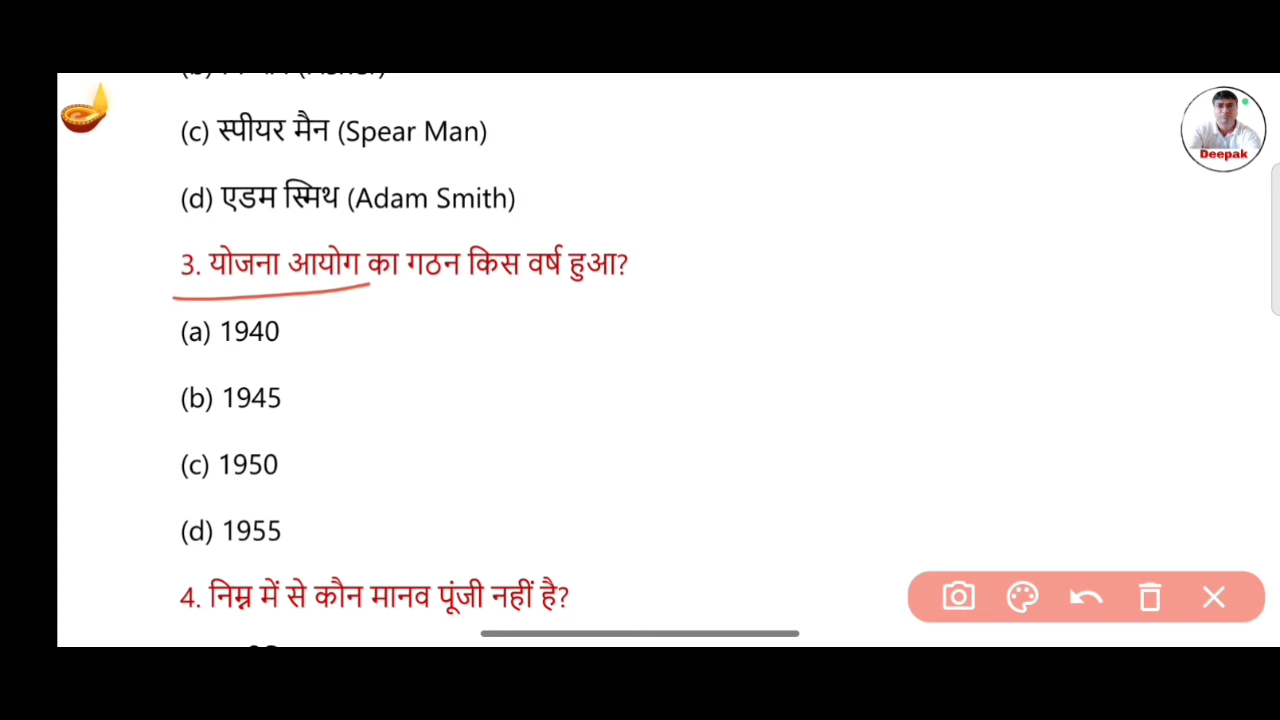 (c) स्पीयर मैन (Spear Man)
Deepak
(d) एडम स्मिथ (Adam Smith)
3. योजना आयोग का गठन किस वर्ष हुआ?
(a) 1940
(b) 1945
(c) 1950
(d) 1955
4. निम्न में से कौन मानव पूंजी नहीं है?